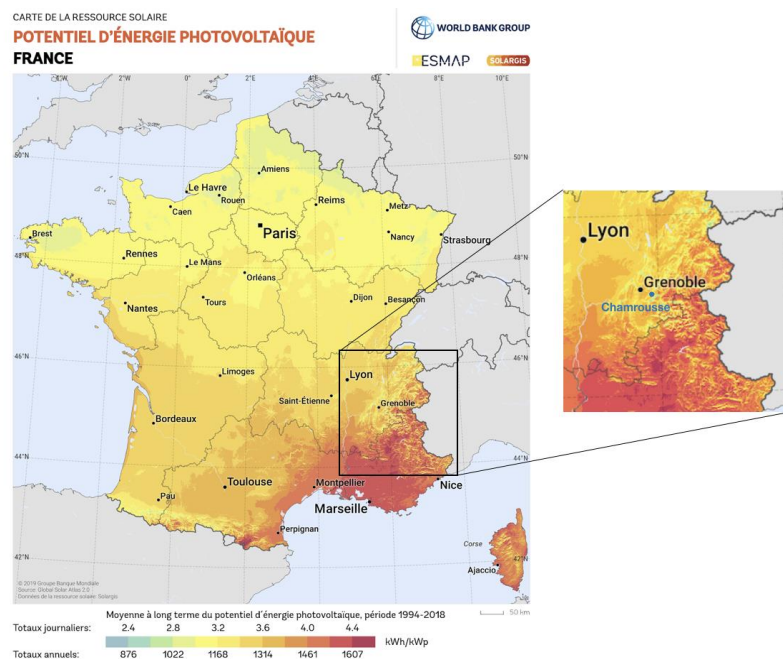 CARTE DE LA RESSOURCE SOLAIRE
POTENTIEL D'ÉNERGIE PHOTOVOLTAÏQUE
FRANCE
WORLD BANK GROUP
ESMAP
SOLARGIS
0°
2°E
4°E
6°E
8°E
10°E
50°N
50°N
Amiens
Le Havre
Rouen
Caen
Reims
Metz
Paris
Nancy
Strasbourg
Brest
48°N
48°N
Rennes
Le Mans
Orléans
Nantes
Tours
Dijon
Besançon
46°N
46°N
Limoges
Lyon
Saint-Étienne
Grenoble
Bordeaux
44°N
44°N
Toulouse
Montpellier
Nice
Pau
Marseille
Perpignan
Corse
42°N
42°N
Ajaccio
© 2019 Groupe Banque Mondiale
Source: Global Solar Atlas 2.0
Données de la ressource solaire: Solargis
Lyon
Grenoble
Chamrousse
Moyenne à long terme du potentiel d'énergie photovoltaïque, période 1994-2018
50 km
Totaux journaliers: 2.4 2.8 3.2 3.6 4.0 4.4
kWh/kWp
Totaux annuels: 876 1022 1168 1314 1461 1607